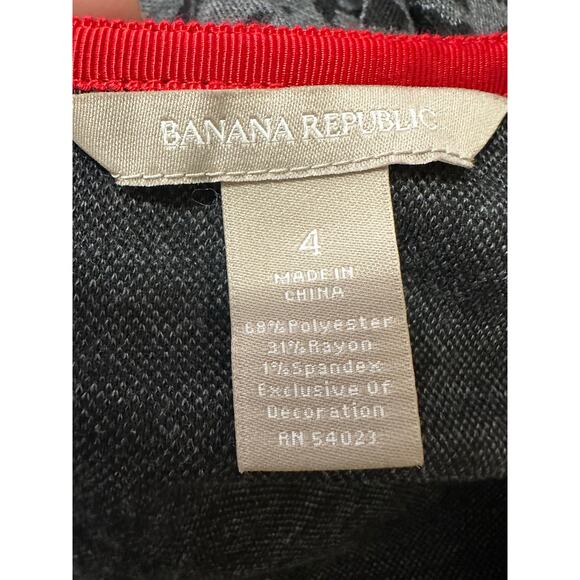 BANANA REPUBLIC
4
MADE IN
CHINA
68%Polyester
31%Rayon
1%Spandex
Exclusive Of
Decoration
RN 54023